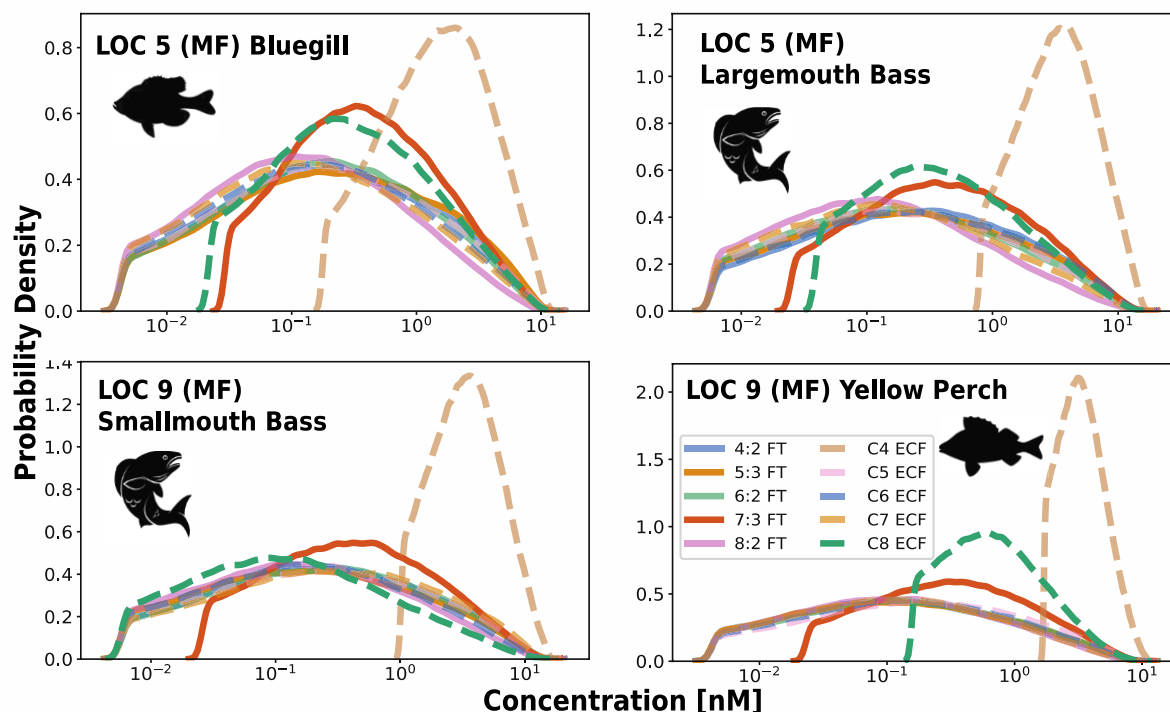 LOC 5 (MF) Bluegill
0.8
0.6
0.4
0.2
0.0
10⁻²
10⁻¹
10⁰
10¹
LOC 5 (MF)
Largemouth Bass
1.2
1.0
0.8
0.6
0.4
0.2
0.0
10⁻²
10⁻¹
10⁰
10¹
Probability Density
LOC 9 (MF)
Smallmouth Bass
1.4
1.2
1.0
0.8
0.6
0.4
0.2
0.0
10⁻²
10⁻¹
10⁰
10¹
LOC 9 (MF) Yellow Perch
2.0
1.5
1.0
0.5
0.0
4:2 FT
5:3 FT
6:2 FT
7:3 FT
8:2 FT
C4 ECF
C5 ECF
C6 ECF
C7 ECF
C8 ECF
10⁻²
10⁻¹
10⁰
10¹
Concentration [nM]